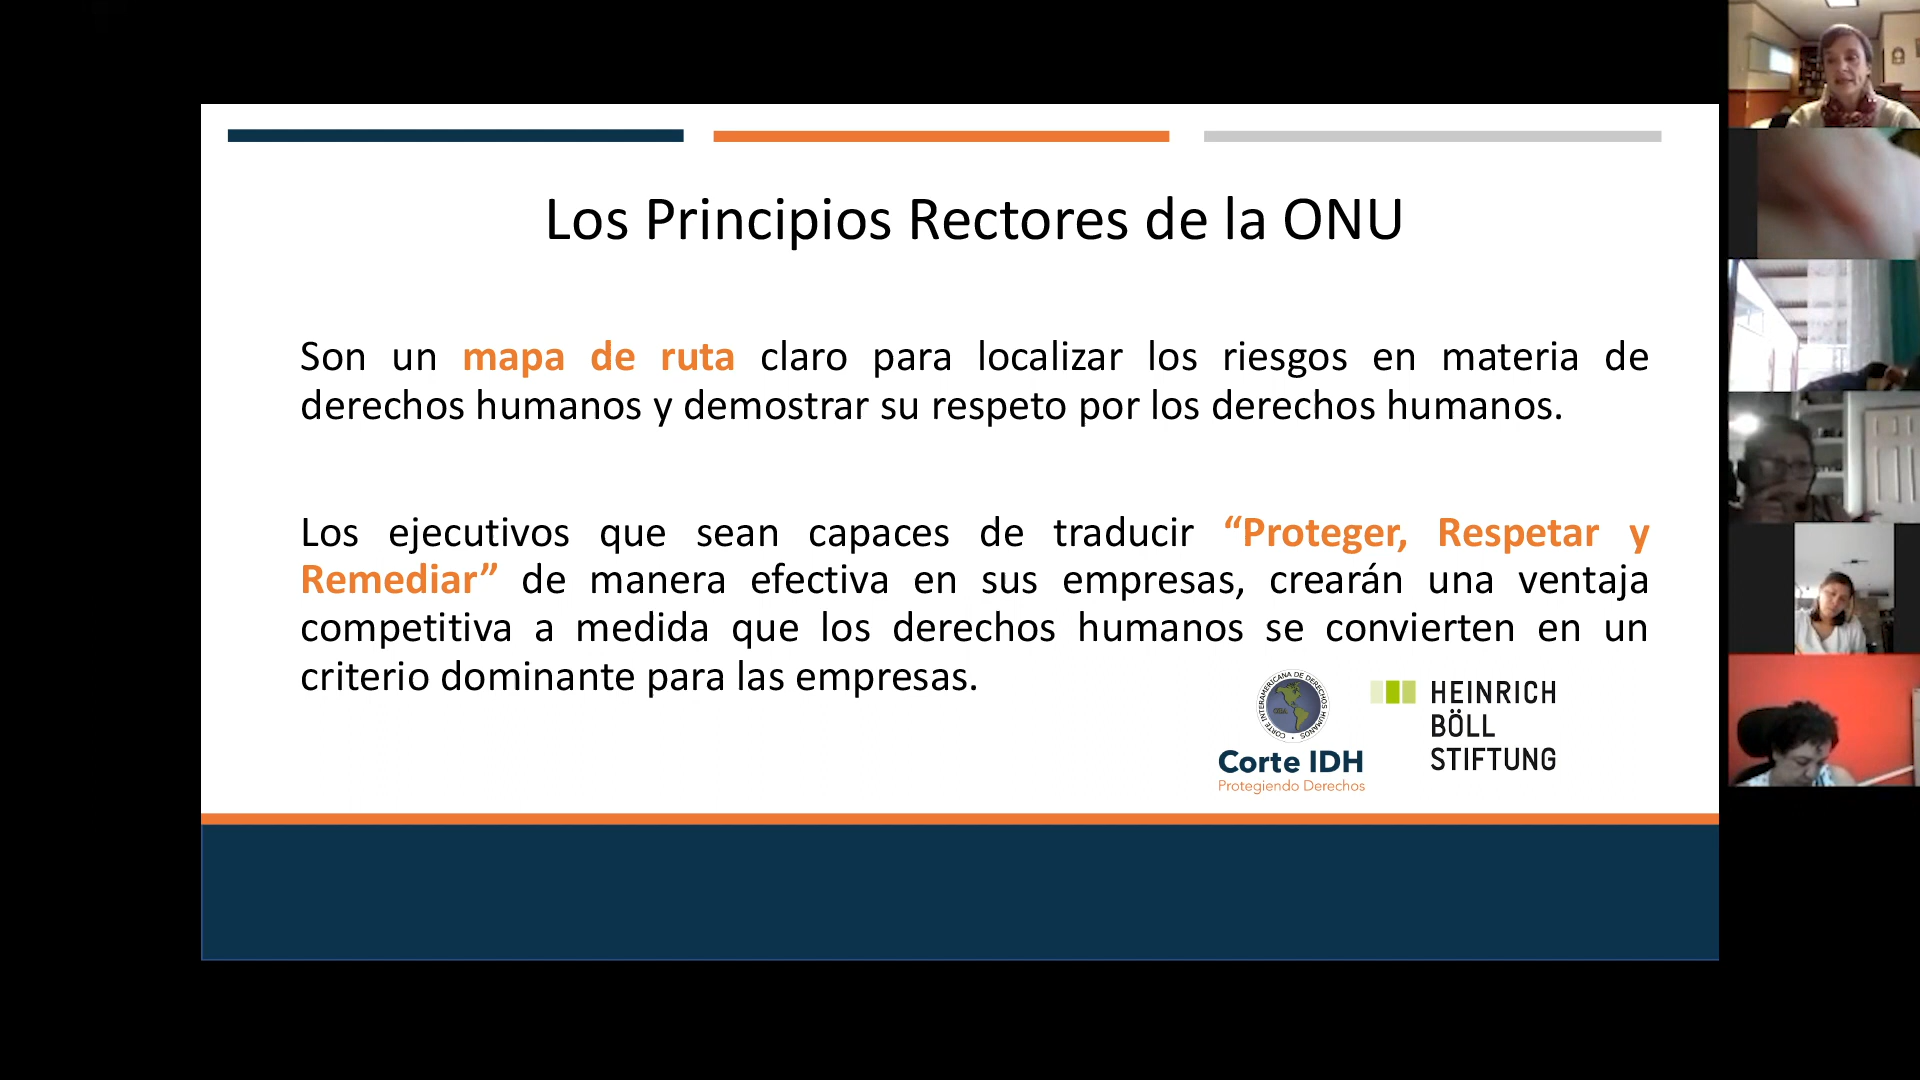 Los Principios Rectores de la ONU
Son un mapa de ruta claro para localizar los riesgos en materia de
derechos humanos y demostrar su respeto por los derechos humanos.
Los ejecutivos que sean capaces de traducir “Proteger, Respetar y
Remediar” de manera efectiva en sus empresas, crearán una ventaja
competitiva a medida que los derechos humanos se convierten en un
criterio dominante para las empresas.
CORTE INTERAMERICANA DE DERECHOS HUMANOS
Corte IDH
Protegiendo Derechos
HEINRICH
BÖLL
STIFTUNG